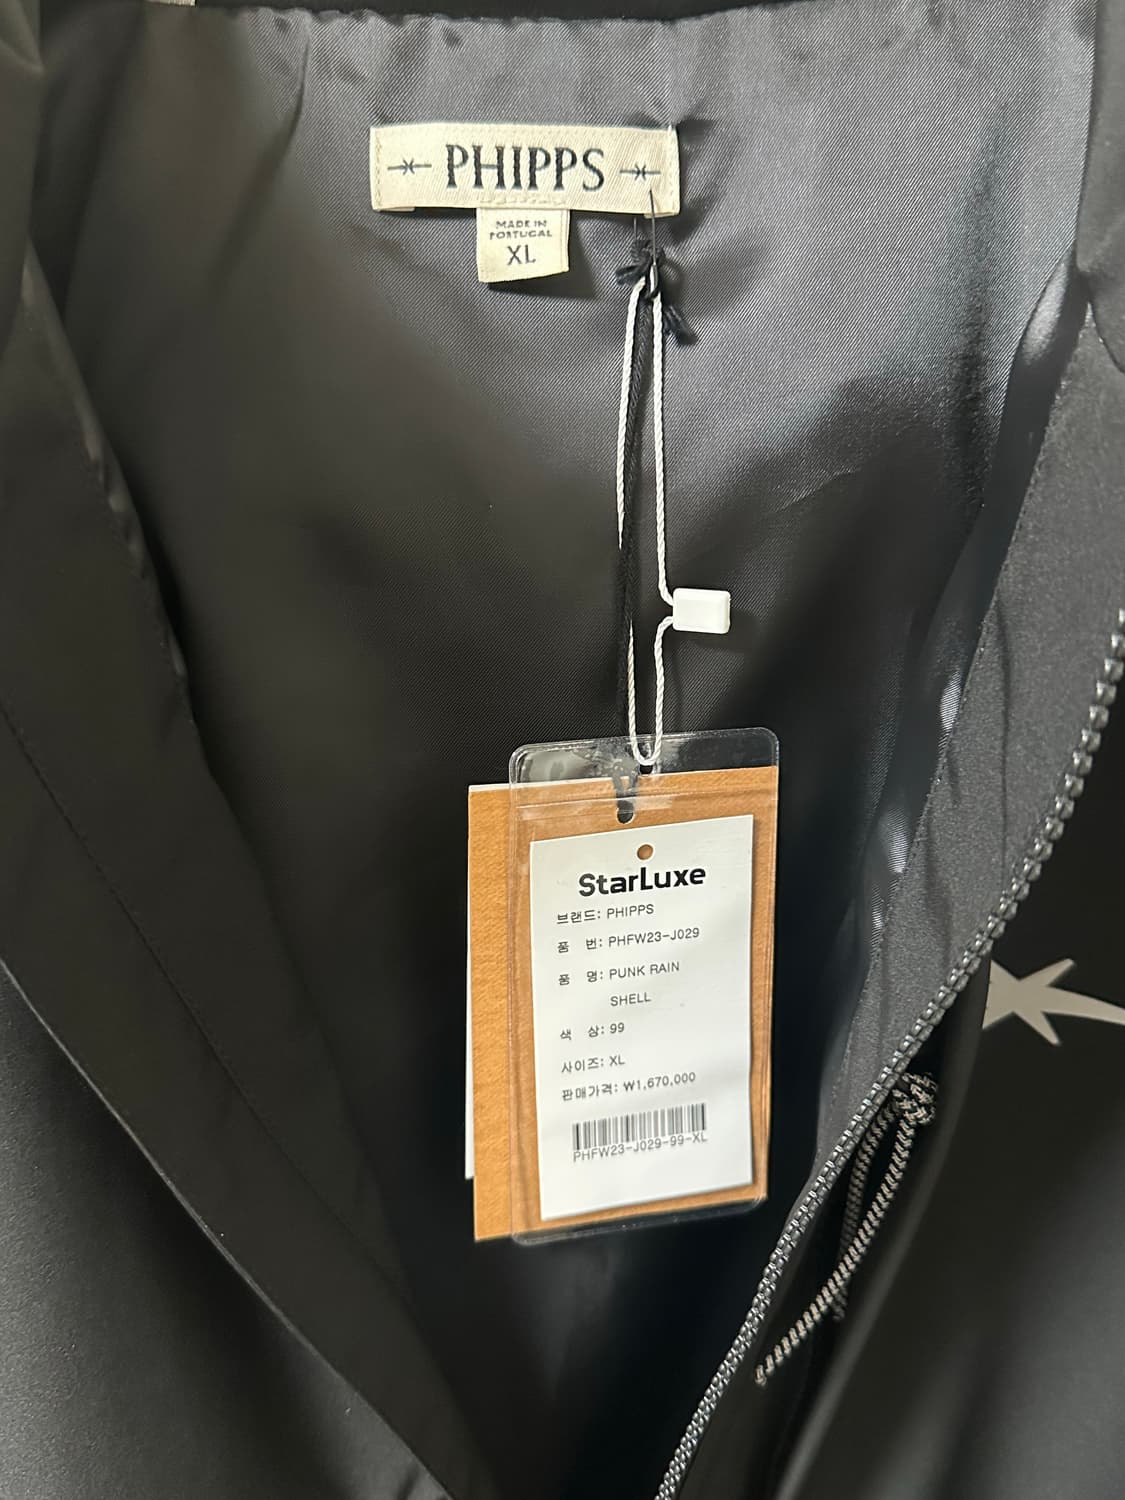 PHIPPS
MADE IN
PORTUGAL
XL
StarLuxe
브랜드: PHIPPS
품 번: PHFW23-J029
품 명: PUNK RAIN
SHELL
색 상: 99
사이즈: XL
판매가격: ₩1,670,000
PHFW23-J029-99-XL